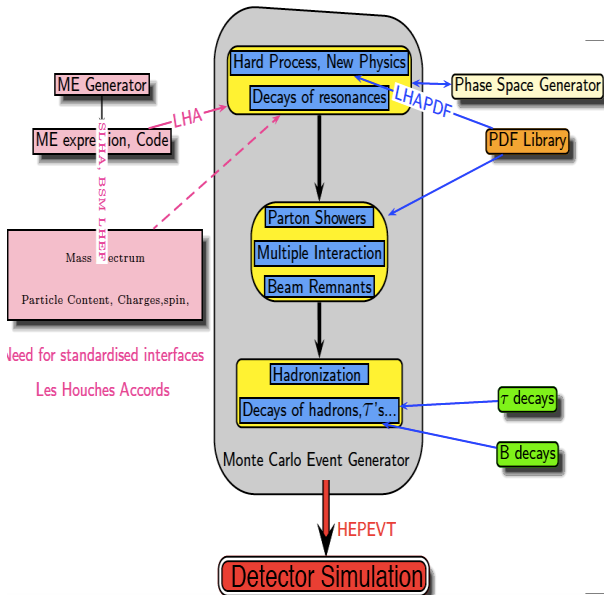 Hard Process, New Physics
Decays of resonances
ME Generator
LHA
LHAPDF
Phase Space Generator
ME expre ion, Code
PDF Library
SLHA, BSM LHEF
Parton Showers
Multiple Interaction
Beam Remnants
Mass ectrum
Particle Content, Charges,spin,
eed for standardised interfaces
Les Houches Accords
Hadronization
Decays of hadrons,τ's...
τ decays
B decays
Monte Carlo Event Generator
HEPEVT
Detector Simulation